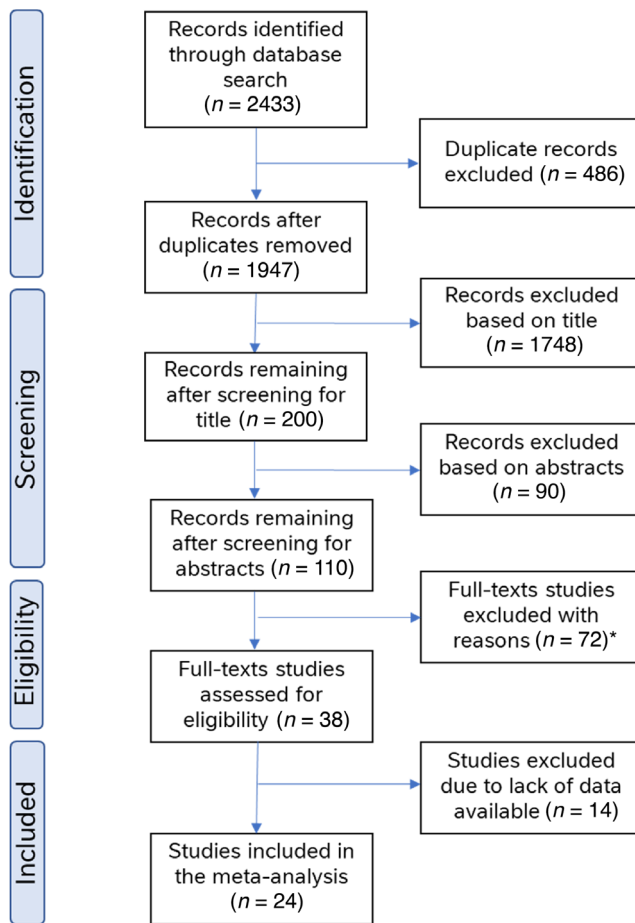 Identification
Records identified
through database
search
(n = 2433)
Duplicate records
excluded (n = 486)
Records after
duplicates removed
(n = 1947)
Screening
Records excluded
based on title
(n = 1748)
Records remaining
after screening for
title (n = 200)
Records excluded
based on abstracts
(n = 90)
Records remaining
after screening for
abstracts (n = 110)
Eligibility
Full-texts studies
excluded with
reasons (n = 72)*
Full-texts studies
assessed for
eligibility (n = 38)
Included
Studies excluded
due to lack of data
available (n = 14)
Studies included in
the meta-analysis
(n = 24)